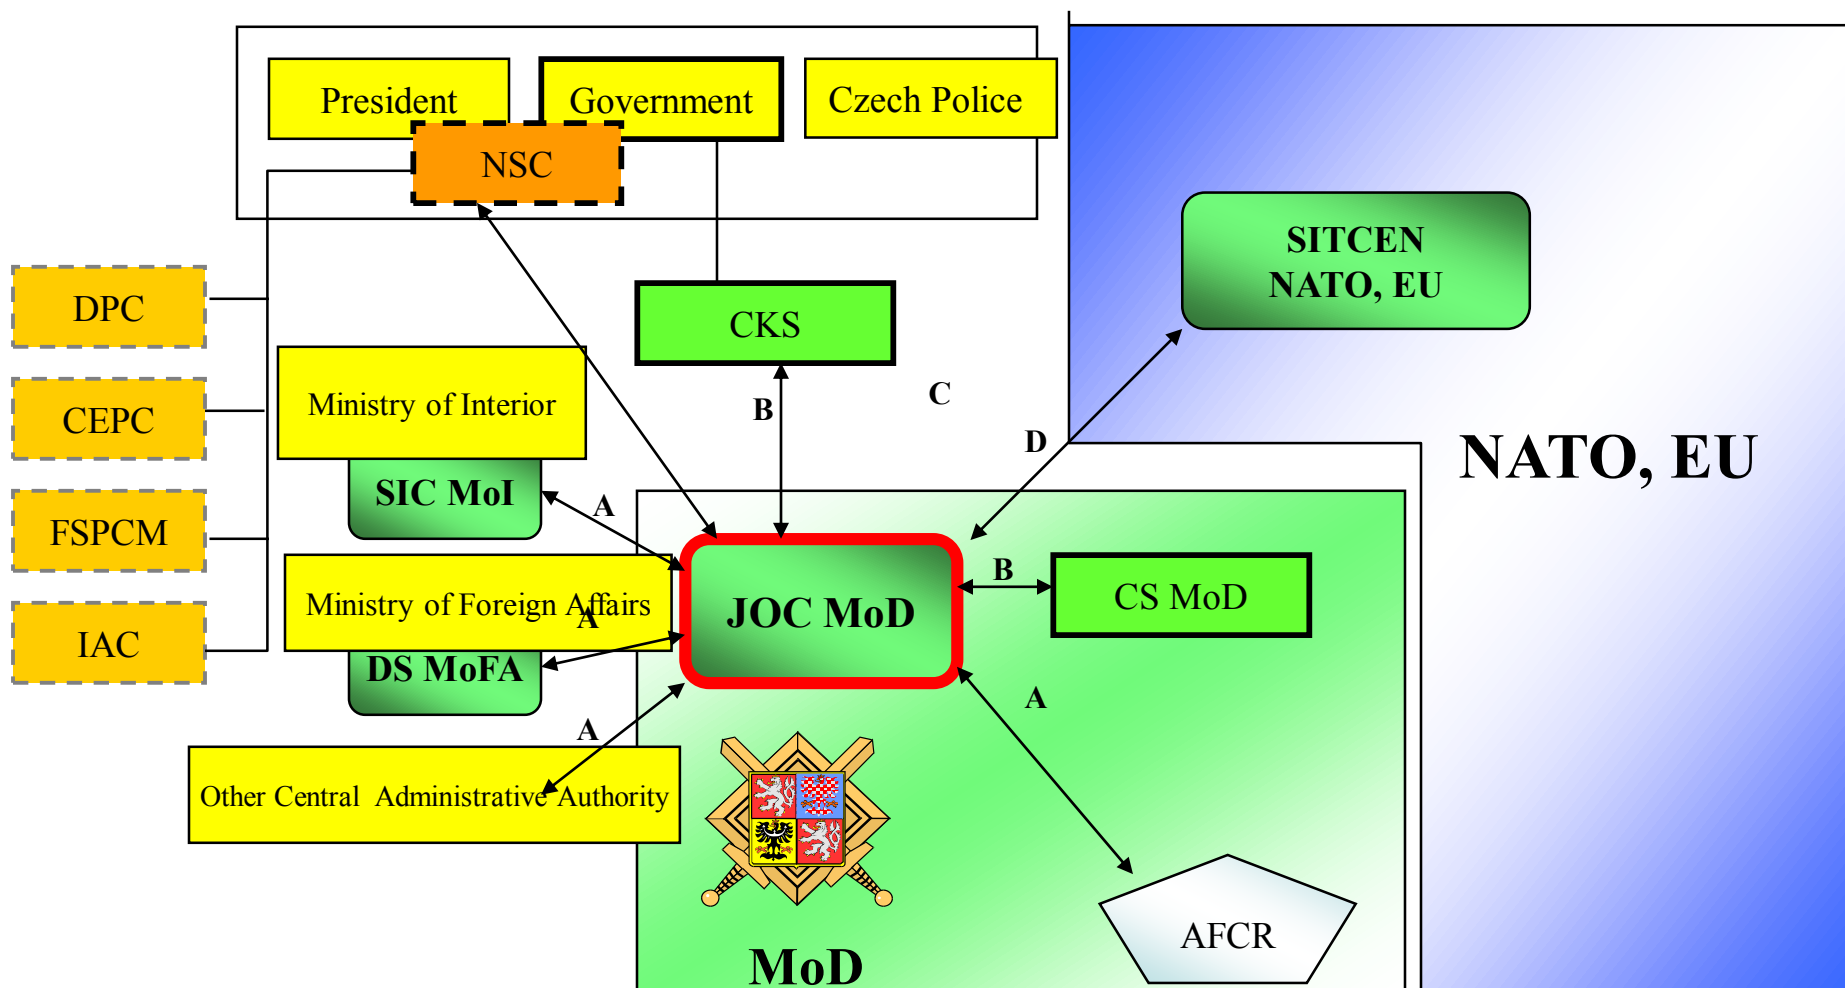 President
Government
Czech Police
NSC
SITCEN
NATO, EU
DPC
CKS
CEPC
Ministry of Interior
B
C
D
NATO, EU
SIC MoI
A
FSPCM
Ministry of Foreign Affairs
A
JOC MoD
B
CS MoD
IAC
DS MoFA
A
A
Other Central Administrative Authority
AFCR
MoD